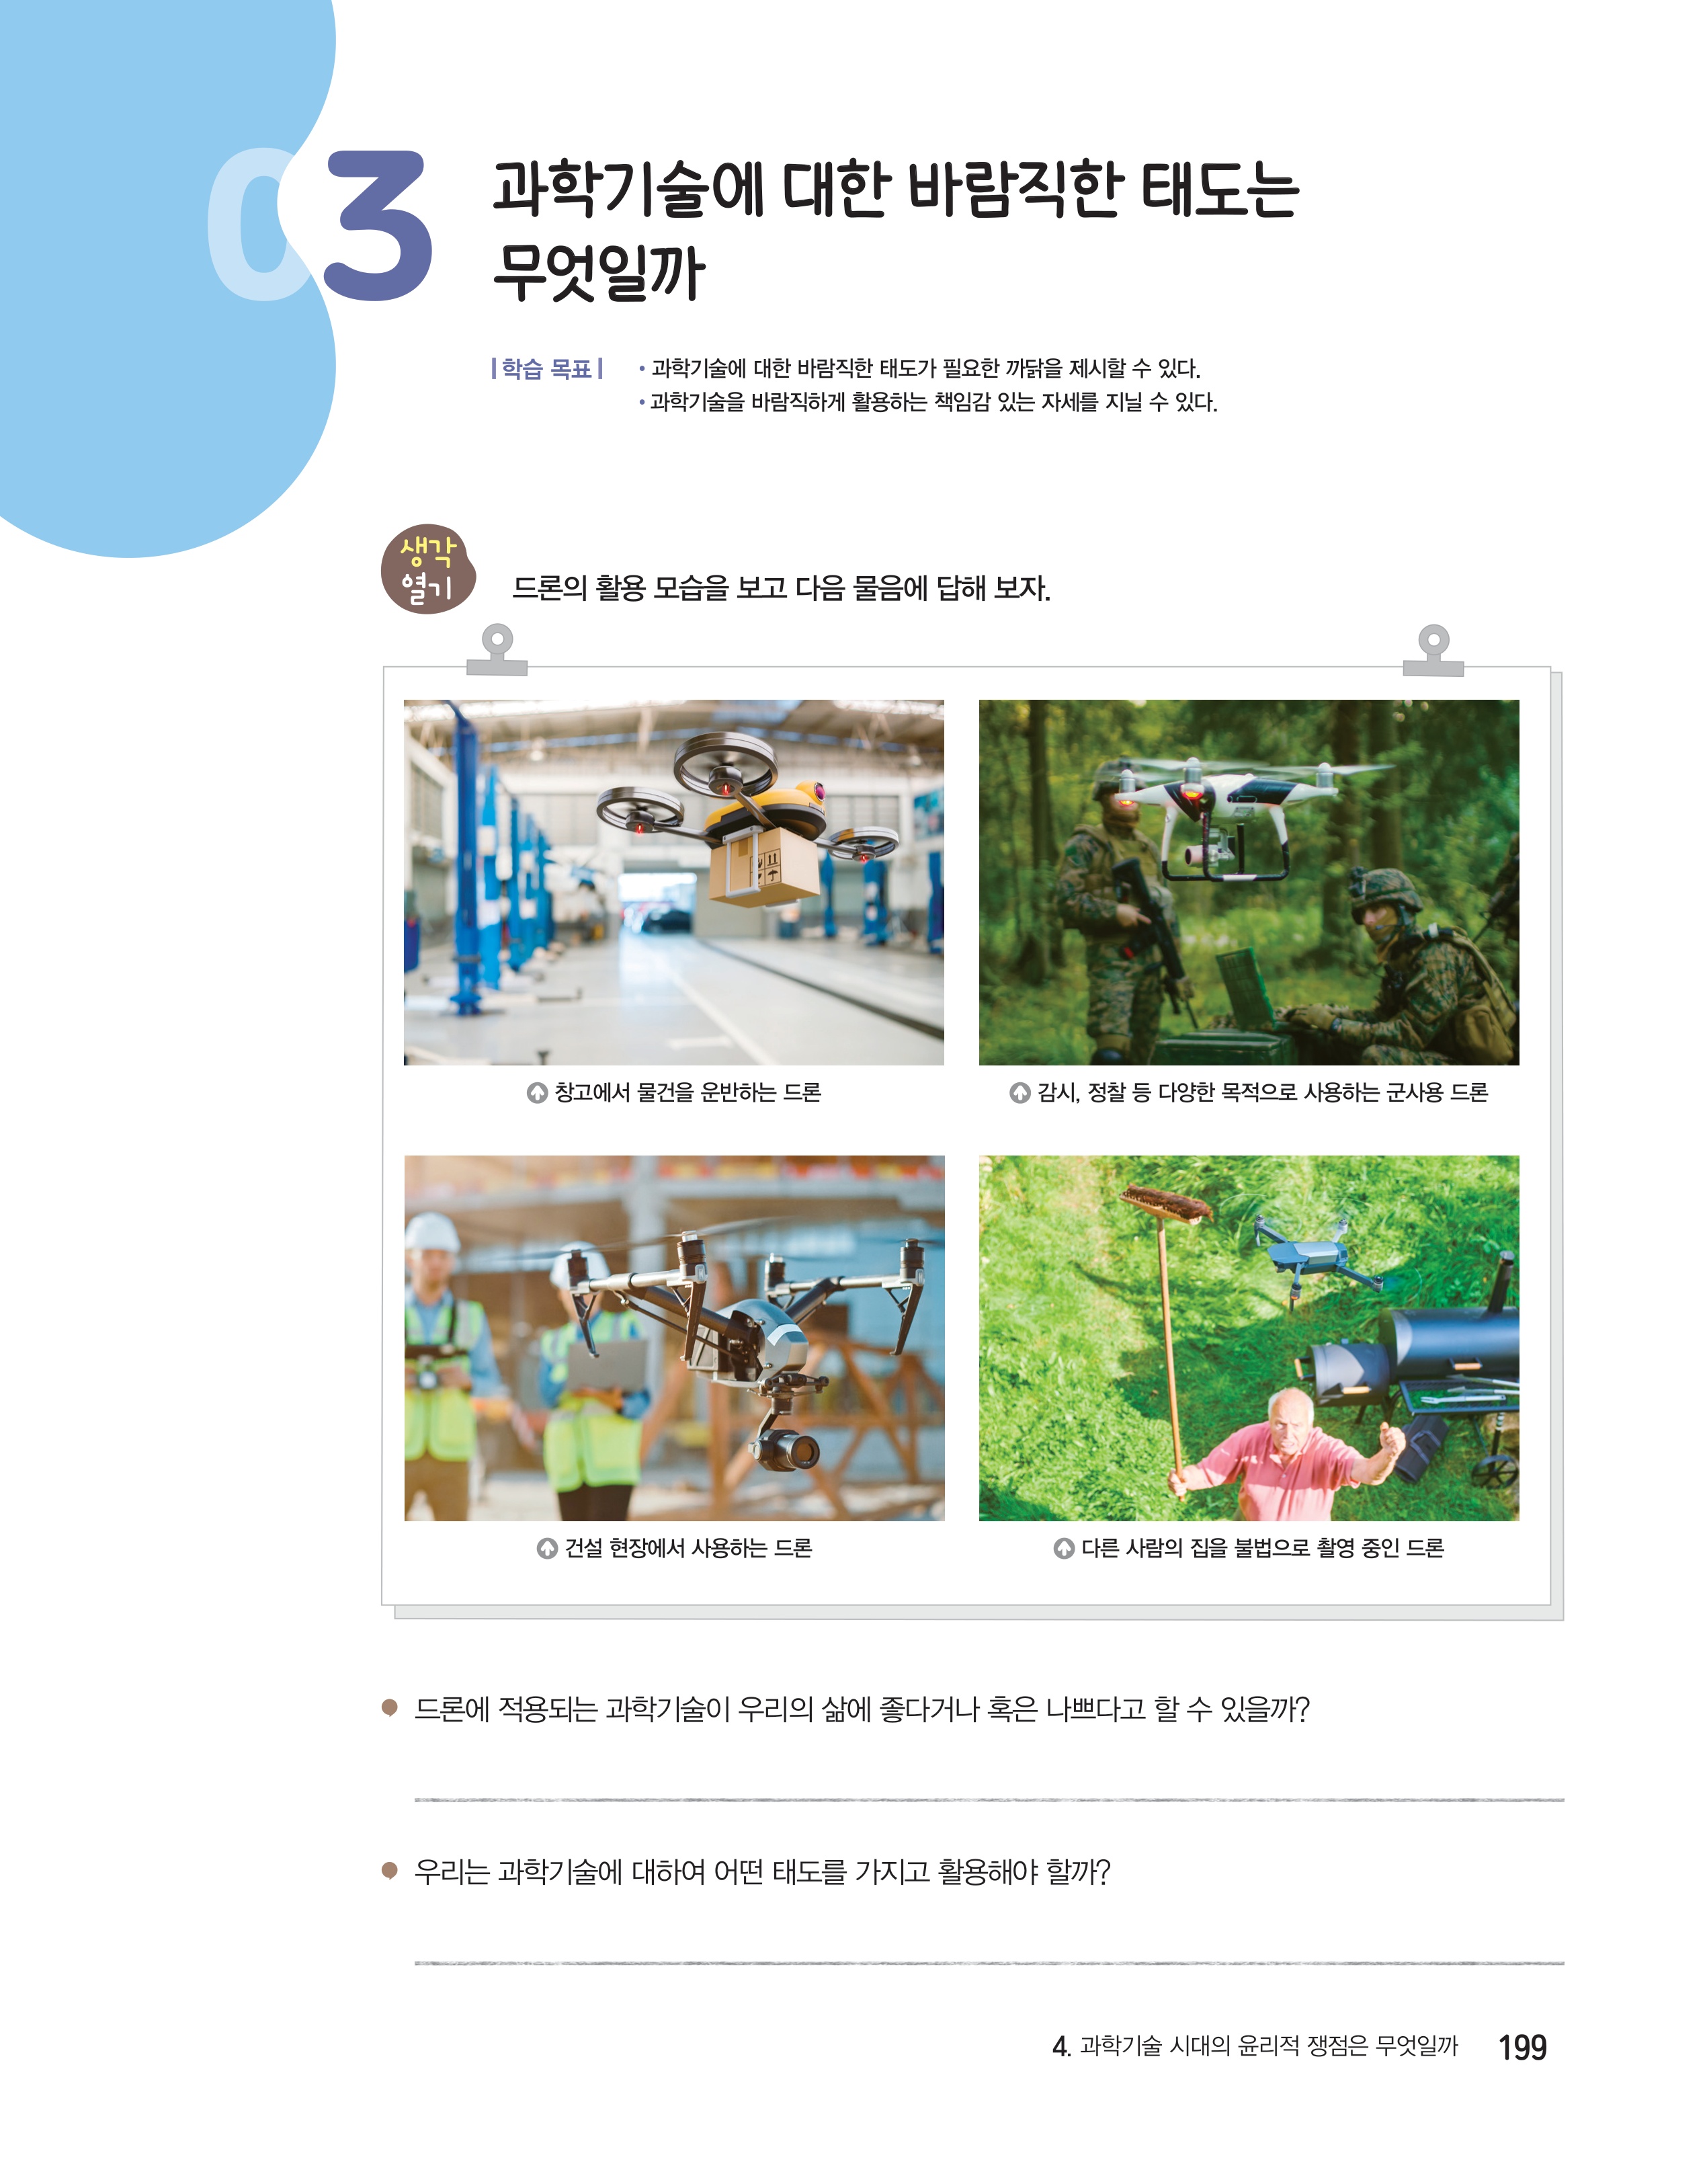 03
과학기술에 대한 바람직한 태도는
무엇일까
학습 목표
• 과학기술에 대한 바람직한 태도가 필요한 까닭을 제시할 수 있다.
• 과학기술을 바람직하게 활용하는 책임감 있는 자세를 지닐 수 있다.
생각
열기
드론의 활용 모습을 보고 다음 물음에 답해 보자.
창고에서 물건을 운반하는 드론
감시, 정찰 등 다양한 목적으로 사용하는 군사용 드론
건설 현장에서 사용하는 드론
다른 사람의 집을 불법으로 촬영 중인 드론
드론에 적용되는 과학기술이 우리의 삶에 좋다거나 혹은 나쁘다고 할 수 있을까?
우리는 과학기술에 대하여 어떤 태도를 가지고 활용해야 할까?
4. 과학기술 시대의 윤리적 쟁점은 무엇일까 199